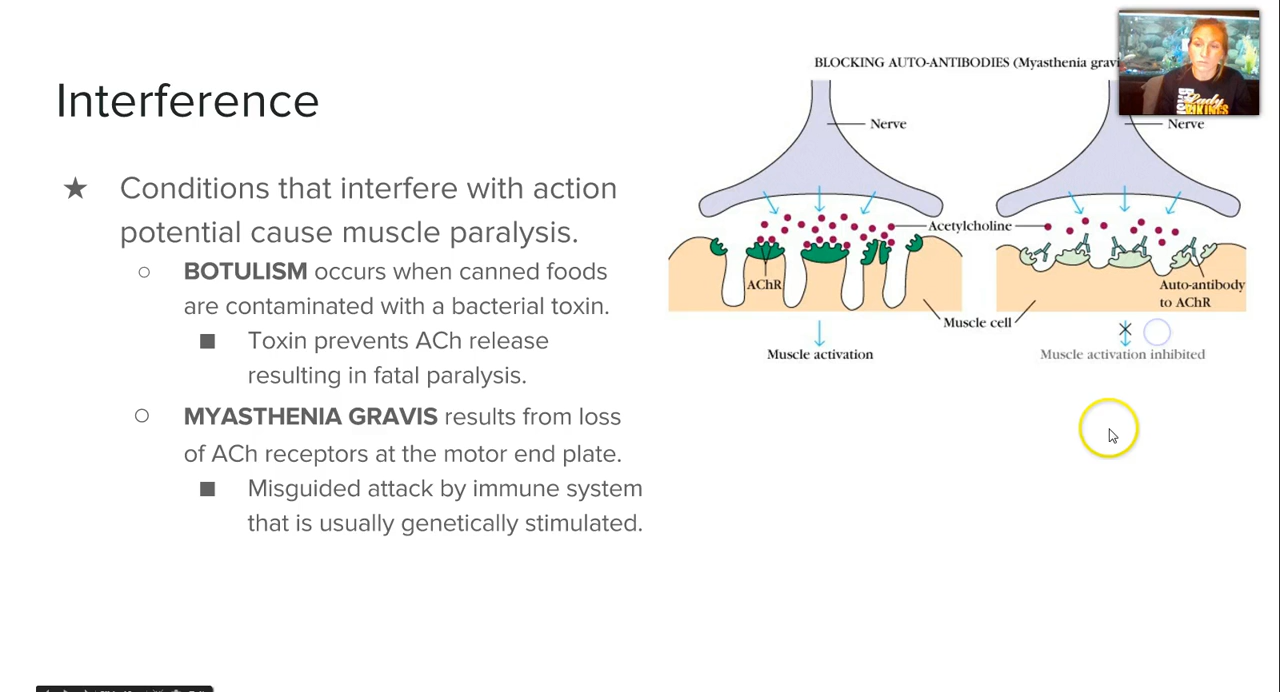 Interference
★ Conditions that interfere with action
potential cause muscle paralysis.
○ BOTULISM occurs when canned foods
are contaminated with a bacterial toxin.
■ Toxin prevents ACh release
resulting in fatal paralysis.
○ MYASTHENIA GRAVIS results from loss
of ACh receptors at the motor end plate.
■ Misguided attack by immune system
that is usually genetically stimulated.
BLOCKING AUTO-ANTIBODIES (Myasthenia gravi
Nerve
Nerve
Acetylcholine
AChR
Auto-antibody
to AChR
Muscle cell
Muscle activation
Muscle activation inhibited
Lady